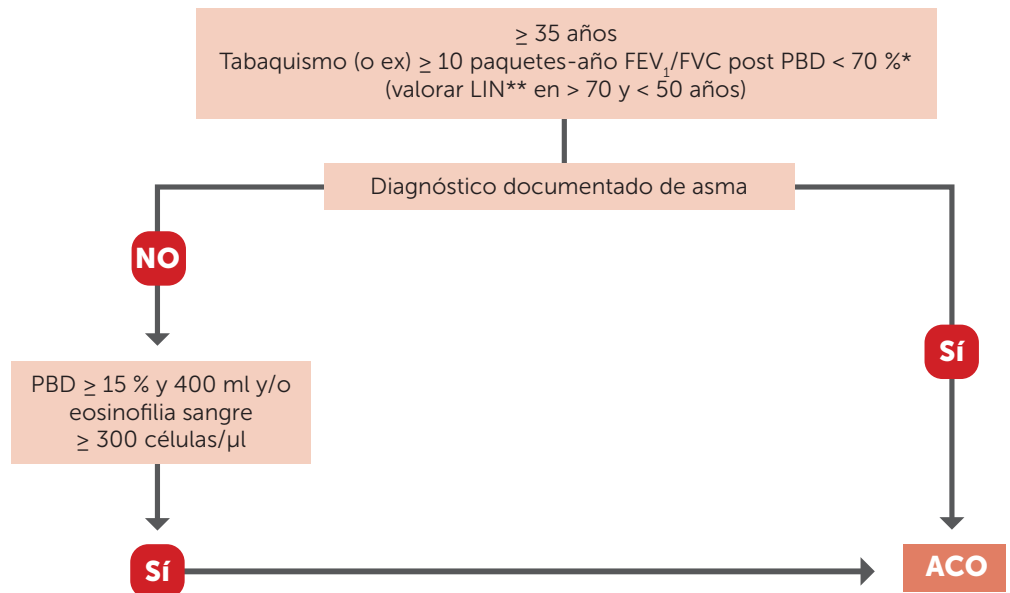 ≥ 35 años
Tabaquismo (o ex) ≥ 10 paquetes-año FEV₁/FVC post PBD < 70 %*
(valorar LIN** en > 70 y < 50 años)
Diagnóstico documentado de asma
NO
Sí
PBD ≥ 15 % y 400 ml y/o
eosinofilia sangre
≥ 300 células/µl
Sí
ACO